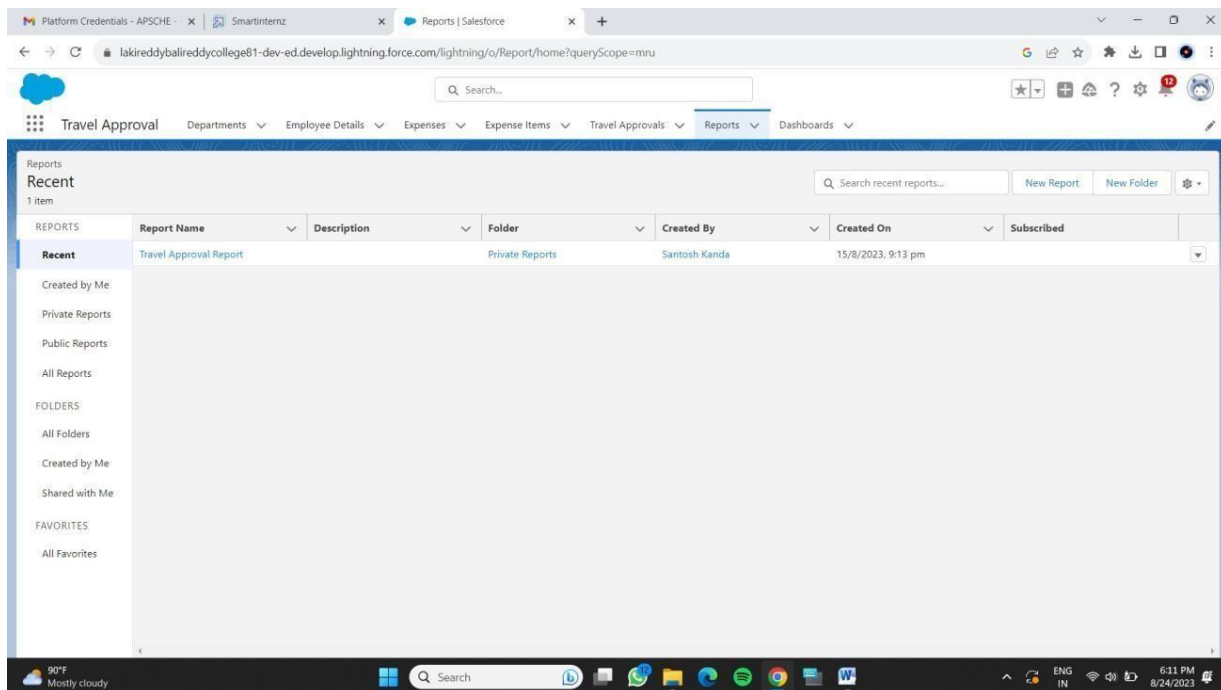 Platform Credentials - APSCHE -
Smartinternz
Reports | Salesforce
lakireddybalireddycollege81-dev-ed.develop.lightning.force.com/lightning/o/Report/home?queryScope=mru
Search...
12
Travel Approval Departments Employee Details Expenses Expense Items Travel Approvals Reports Dashboards
Reports
Recent
1 item
Search recent reports...
New Report New Folder
REPORTS
Report Name Description Folder Created By Created On Subscribed
Recent
Travel Approval Report Private Reports Santosh Kanda 15/8/2023, 9:13 pm
Created by Me
Private Reports
Public Reports
All Reports
FOLDERS
All Folders
Created by Me
Shared with Me
FAVORITES
All Favorites
90°F
Mostly cloudy
Search
ENG
IN
6:11 PM
8/24/2023